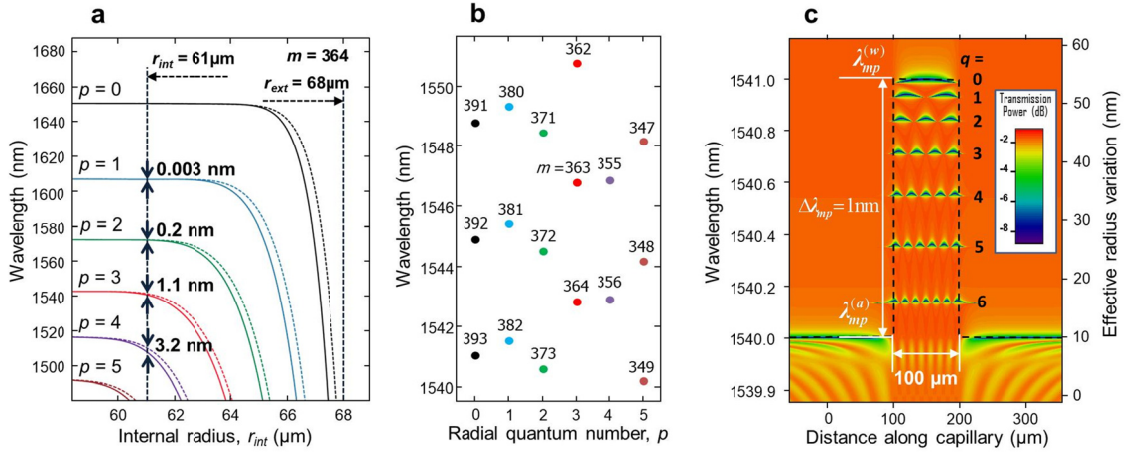 a
1680
1660
1640
1620
1600
1580
1560
1540
1520
1500
Wavelength (nm)
r_int = 61µm
m = 364
r_ext = 68µm
p = 0
p = 1
0.003 nm
p = 2
0.2 nm
p = 3
1.1 nm
p = 4
3.2 nm
p = 5
60 62 64 66 68
Internal radius, r_int (µm)
b
1550
1548
1546
1544
1542
1540
Wavelength (nm)
362
391 380 371 347
m = 363 355
392 381 372 348
364 356
393 382 373 349
0 1 2 3 4 5
Radial quantum number, p
c
1541.0
1540.8
1540.6
1540.4
1540.2
1540.0
1539.9
Wavelength (nm)
λ_mp^(w)
q =
0
1
2
3
4
5
6
Transmission
Power (dB)
-2
-4
-6
-8
Δλ_mp = 1nm
λ_mp^(a)
100 µm
60
50
40
30
20
10
0
Effective radius variation (nm)
0 100 200 300
Distance along capillary (µm)